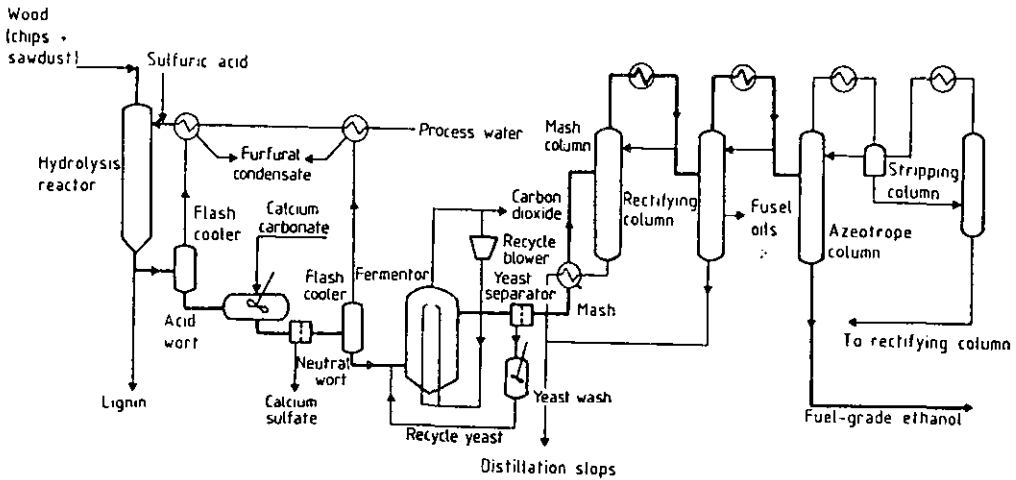 Wood
(chips +
sawdust)
Sulfuric acid
Process water
Hydrolysis
reactor
Furfural
condensate
Flash
cooler
Calcium
carbonate
Acid
wort
Lignin
Calcium
sulfate
Flash
cooler
Neutral
wort
Fermentor
Carbon
dioxide
Recycle
blower
Yeast
separator
Mash
Yeast wash
Recycle yeast
Distillation slops
Mash
column
Rectifying
column
Fusel
oils
Azeotrope
column
Stripping
column
To rectifying column
Fuel-grade ethanol